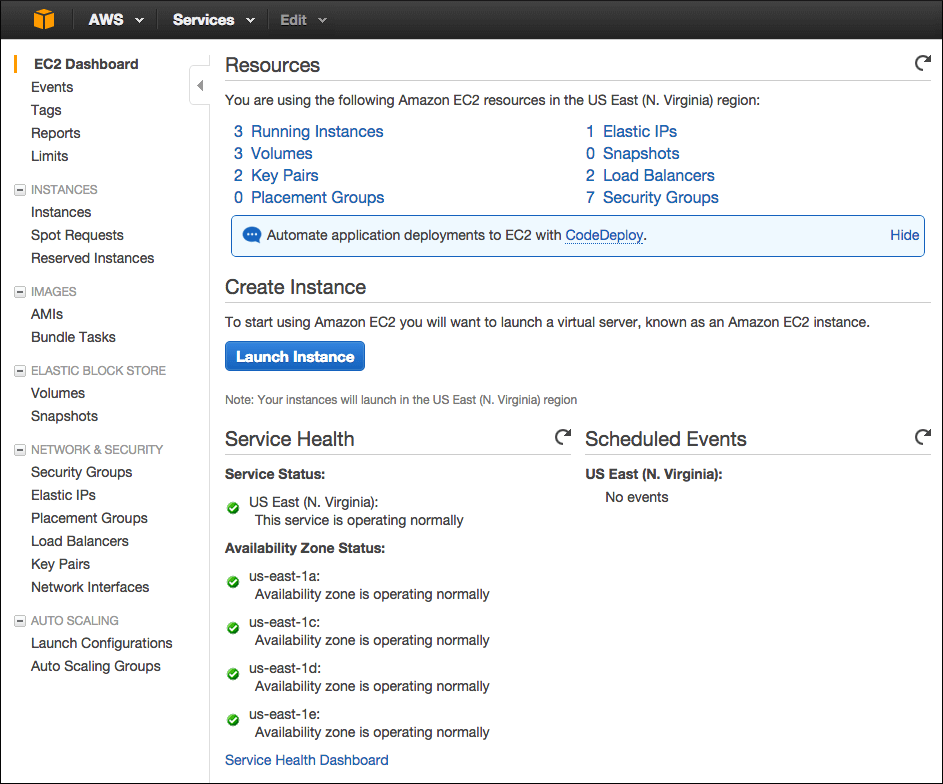 AWS Services Edit
EC2 Dashboard
Events
Tags
Reports
Limits
INSTANCES
Instances
Spot Requests
Reserved Instances
IMAGES
AMIs
Bundle Tasks
ELASTIC BLOCK STORE
Volumes
Snapshots
NETWORK & SECURITY
Security Groups
Elastic IPs
Placement Groups
Load Balancers
Key Pairs
Network Interfaces
AUTO SCALING
Launch Configurations
Auto Scaling Groups
Resources
You are using the following Amazon EC2 resources in the US East (N. Virginia) region:
3 Running Instances
3 Volumes
2 Key Pairs
0 Placement Groups
1 Elastic IPs
0 Snapshots
2 Load Balancers
7 Security Groups
Automate application deployments to EC2 with CodeDeploy. Hide
Create Instance
To start using Amazon EC2 you will want to launch a virtual server, known as an Amazon EC2 instance.
Launch Instance
Note: Your instances will launch in the US East (N. Virginia) region
Service Health
Service Status:
US East (N. Virginia):
This service is operating normally
Availability Zone Status:
us-east-1a:
Availability zone is operating normally
us-east-1c:
Availability zone is operating normally
us-east-1d:
Availability zone is operating normally
us-east-1e:
Availability zone is operating normally
Service Health Dashboard
Scheduled Events
US East (N. Virginia):
No events